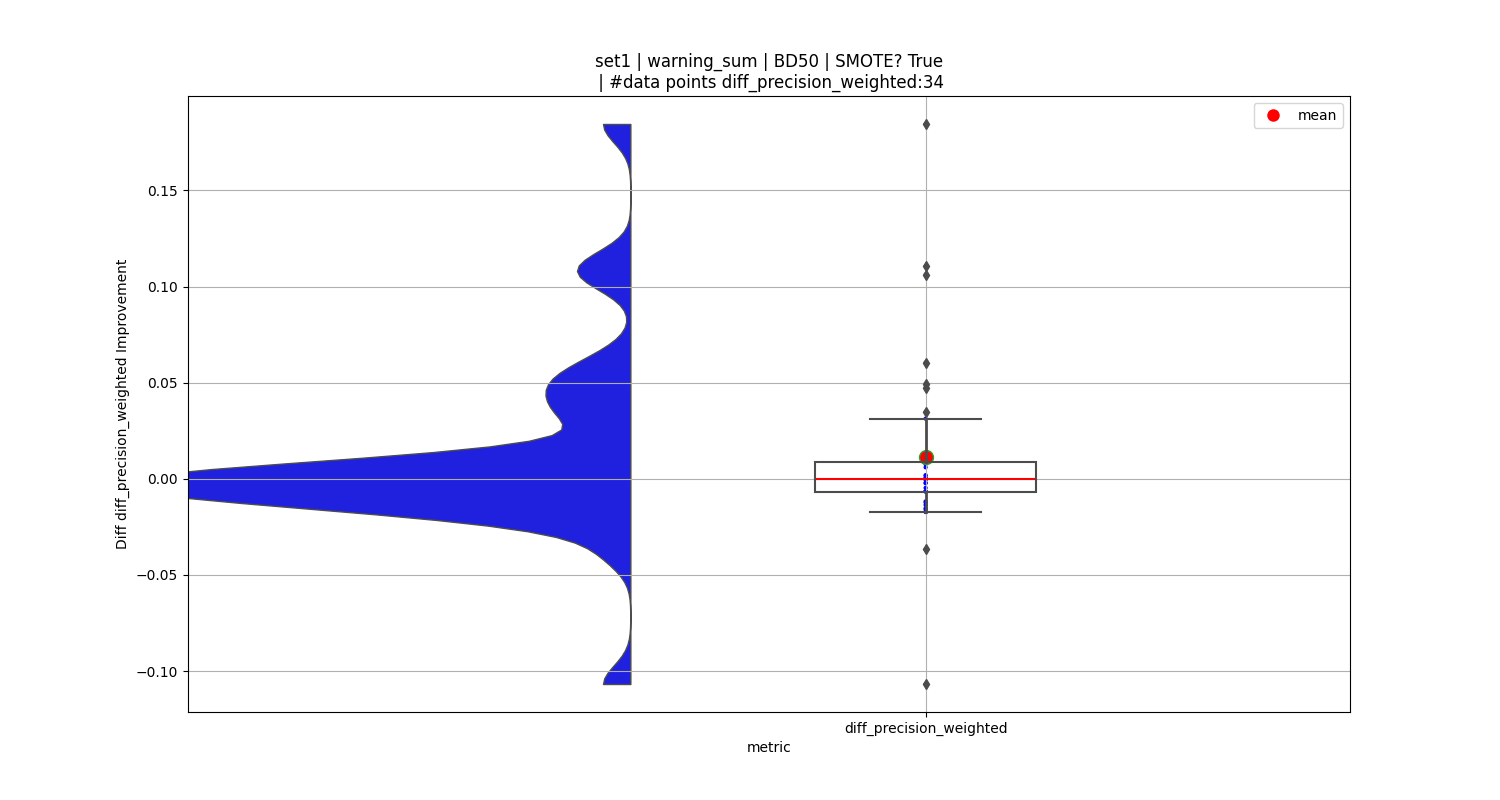 set1 | warning_sum | BD50 | SMOTE? True
| #data points diff_precision_weighted:34
mean
Diff diff_precision_weighted Improvement
0.15
0.10
0.05
0.00
−0.05
−0.10
diff_precision_weighted
metric